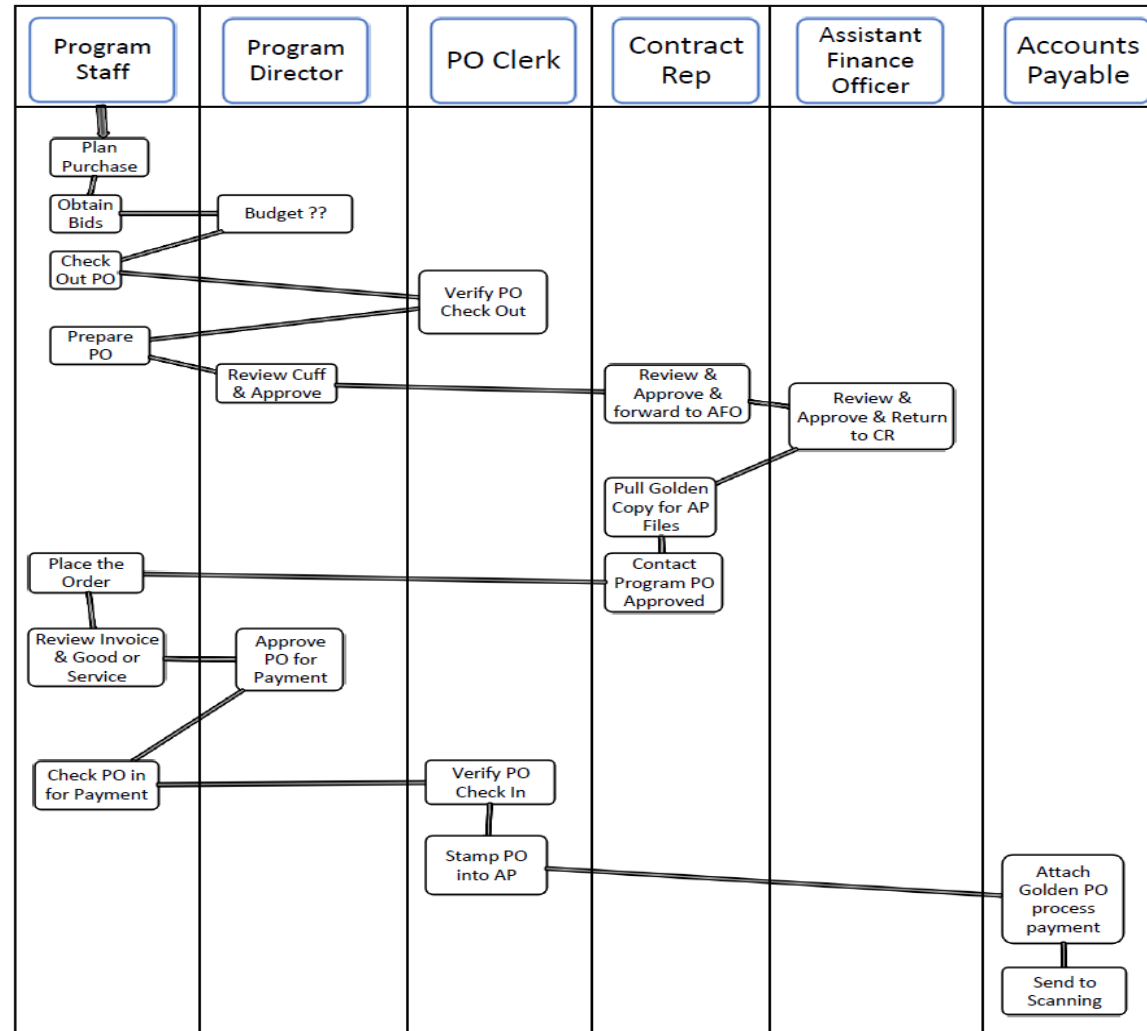 Program
Staff
Program
Director
PO Clerk
Contract
Rep
Assistant
Finance
Officer
Accounts
Payable
Plan
Purchase
Obtain
Bids
Budget ??
Check
Out PO
Verify PO
Check Out
Prepare
PO
Review Cuff
& Approve
Review &
Approve &
forward to AFO
Review &
Approve & Return
to CR
Pull Golden
Copy for AP
Files
Place the
Order
Contact
Program PO
Approved
Review Invoice
& Good or
Service
Approve
PO for
Payment
Check PO in
for Payment
Verify PO
Check In
Stamp PO
into AP
Attach
Golden PO
process
payment
Send to
Scanning